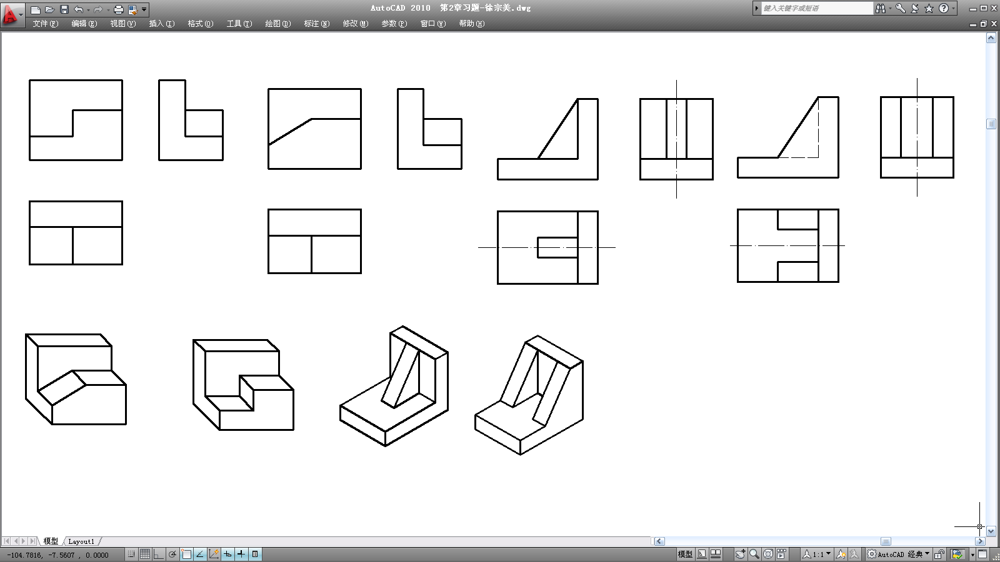 AutoCAD 2010 第2章习题-徐宗美.dwg
键入关键字或短语
文件(F) 编辑(E) 视图(V) 插入(I) 格式(O) 工具(T) 绘图(D) 标注(N) 修改(M) 参数(P) 窗口(W) 帮助(H)
模型 Layout1
-104.7816, -7.5607 , 0.0000 模型 1:1 AutoCAD 经典